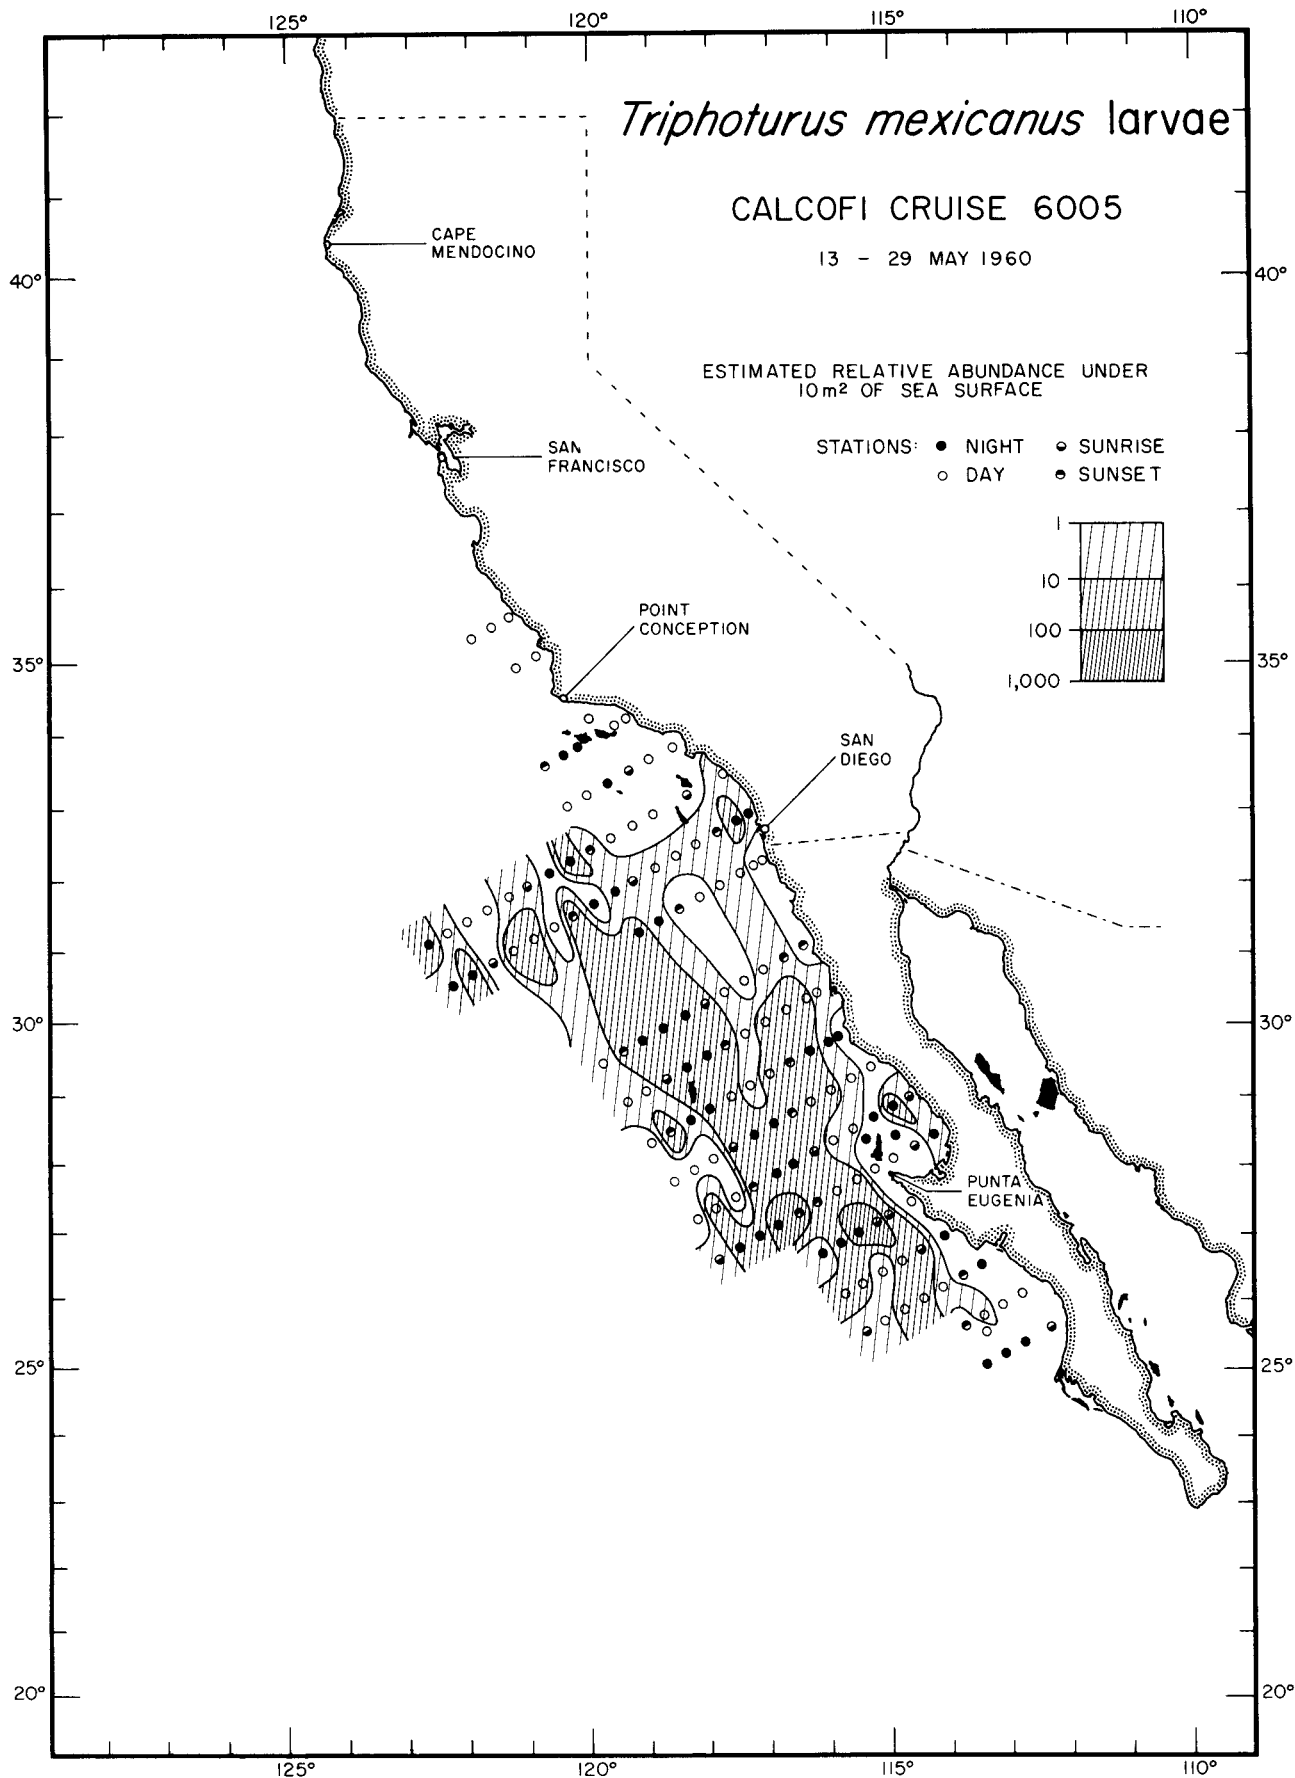 125° 120° 115° 110°
Triphoturus mexicanus larvae
CALCOFI CRUISE 6005
13 – 29 MAY 1960
CAPE
MENDOCINO
40° 40°
ESTIMATED RELATIVE ABUNDANCE UNDER
10m² OF SEA SURFACE
STATIONS: ● NIGHT ◒ SUNRISE
○ DAY ◓ SUNSET
SAN
FRANCISCO
1
10
100
1,000
POINT
CONCEPTION
35° 35°
SAN
DIEGO
30° 30°
PUNTA
EUGENIA
25° 25°
20° 20°
125° 120° 115° 110°